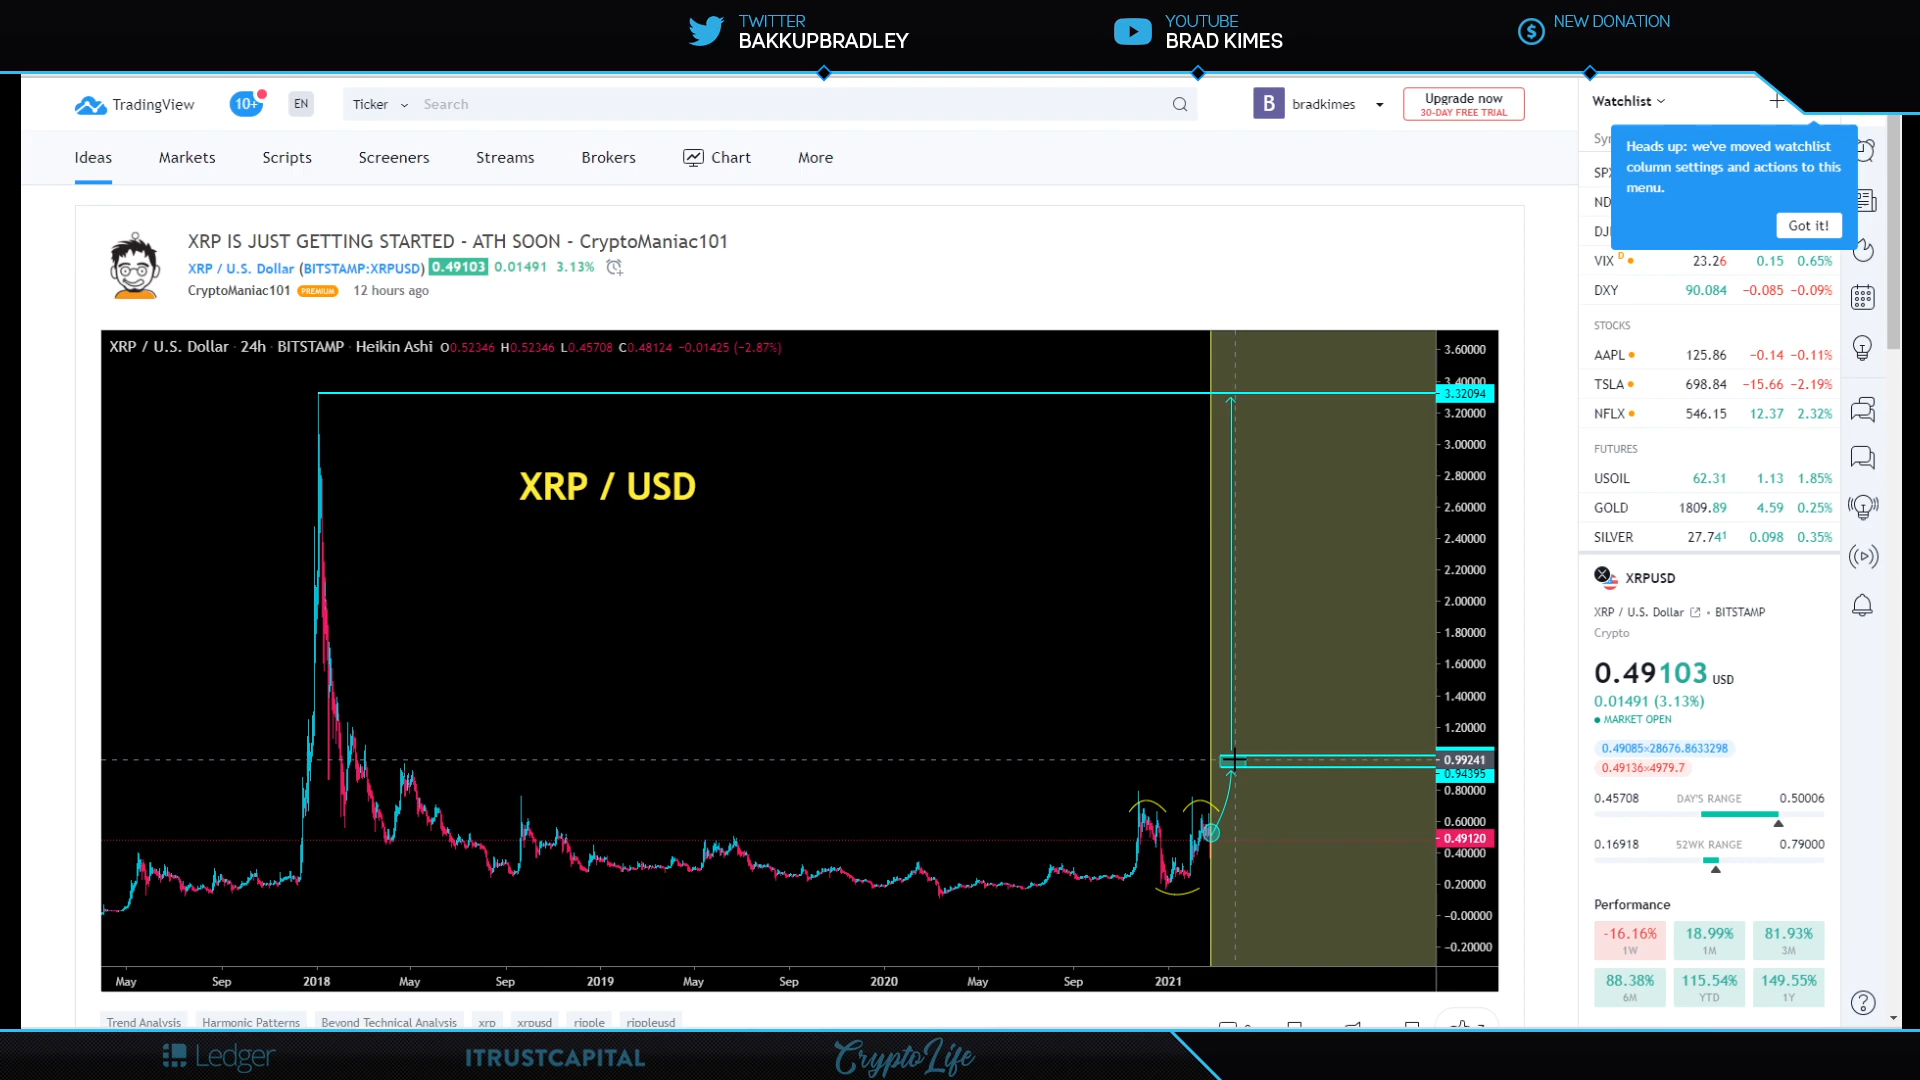 TWITTER
BAKKUPBRADLEY
YOUTUBE
BRAD KIMES
NEW DONATION
TradingView
10+
EN
Ticker
Search
B
bradkimes
Upgrade now
30-DAY FREE TRIAL
Ideas
Markets
Scripts
Screeners
Streams
Brokers
Chart
More
XRP IS JUST GETTING STARTED - ATH SOON - CryptoManiac101
XRP / U.S. Dollar (BITSTAMP:XRPUSD) 0.49103 0.01491 3.13%
CryptoManiac101 PREMIUM 12 hours ago
XRP / U.S. Dollar · 24h · BITSTAMP · Heikin Ashi O0.52346 H0.52346 L0.45708 C0.48124 −0.01425 (−2.87%)
XRP / USD
3.60000
3.40000
3.32094
3.20000
3.00000
2.80000
2.60000
2.40000
2.20000
2.00000
1.80000
1.60000
1.40000
1.20000
0.99241
0.94395
0.80000
0.60000
0.49120
0.40000
0.20000
−0.00000
−0.20000
May
Sep
2018
May
Sep
2019
May
Sep
2020
May
Sep
2021
Trend Analysis
Harmonic Patterns
Beyond Technical Analysis
xrp
xrpusd
ripple
rippleusd
Watchlist
Heads up: we've moved watchlist
column settings and actions to this
menu.
Got it!
VIX D 23.26 0.15 0.65%
DXY 90.084 −0.085 −0.09%
STOCKS
AAPL 125.86 −0.14 −0.11%
TSLA 698.84 −15.66 −2.19%
NFLX 546.15 12.37 2.32%
FUTURES
USOIL 62.31 1.13 1.85%
GOLD 1809.89 4.59 0.25%
SILVER 27.741 0.098 0.35%
XRPUSD
XRP / U.S. Dollar • BITSTAMP
Crypto
0.49103 USD
0.01491 (3.13%)
MARKET OPEN
0.49085×28676.8633298
0.49136×4979.7
0.45708 DAY'S RANGE 0.50006
0.16918 52WK RANGE 0.79000
Performance
-16.16% 18.99% 81.93%
1W 1M 3M
88.38% 115.54% 149.55%
6M YTD 1Y
Ledger
ITRUSTCAPITAL
CryptoLife